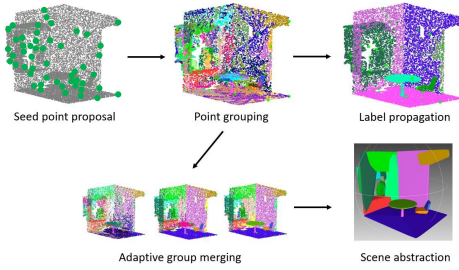 Seed point proposal
Point grouping
Label propagation
Adaptive group merging
Scene abstraction